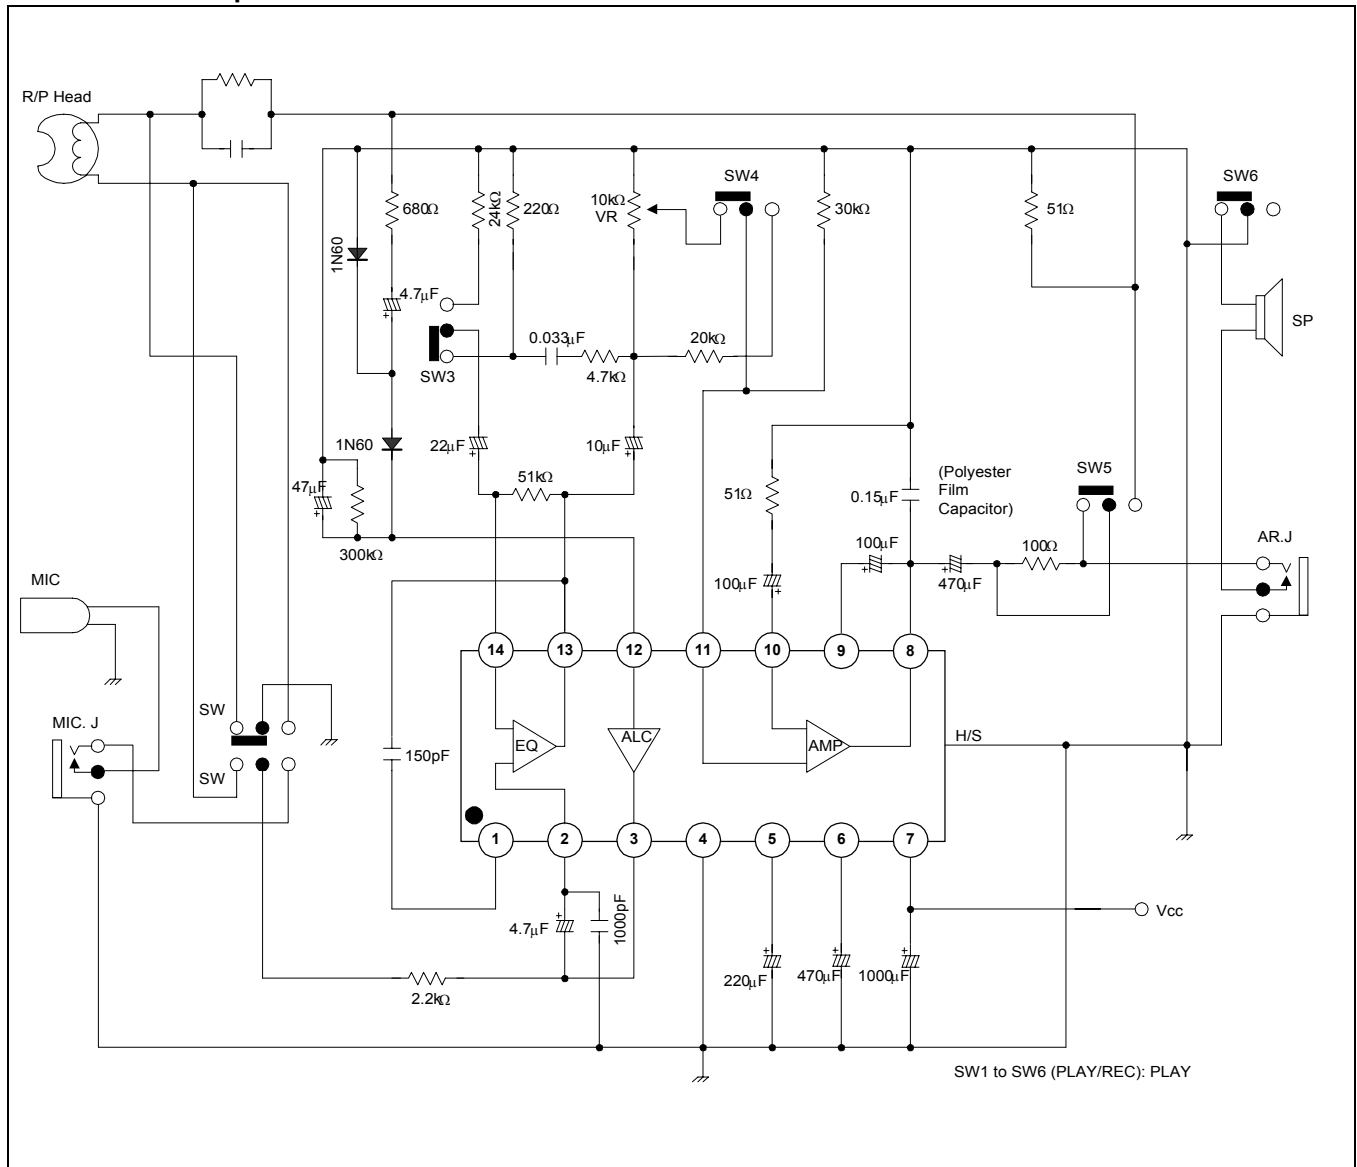 R/P Head
SW4
SW6
680Ω
24kΩ
220Ω
10kΩ
VR
30kΩ
51Ω
1N60
4.7µF
SP
0.033µF
20kΩ
SW3
4.7kΩ
1N60
22µF
10µF
47µF
51kΩ
51Ω
(Polyester
Film
Capacitor)
SW5
0.15µF
300kΩ
100µF
100Ω
AR.J
MIC
100µF
470µF
14
13
12
11
10
9
8
SW
MIC. J
EQ
ALC
AMP
H/S
150pF
SW
1
2
3
4
5
6
7
4.7µF
1000pF
Vcc
220µF
470µF
1000µF
2.2kΩ
SW1 to SW6 (PLAY/REC): PLAY